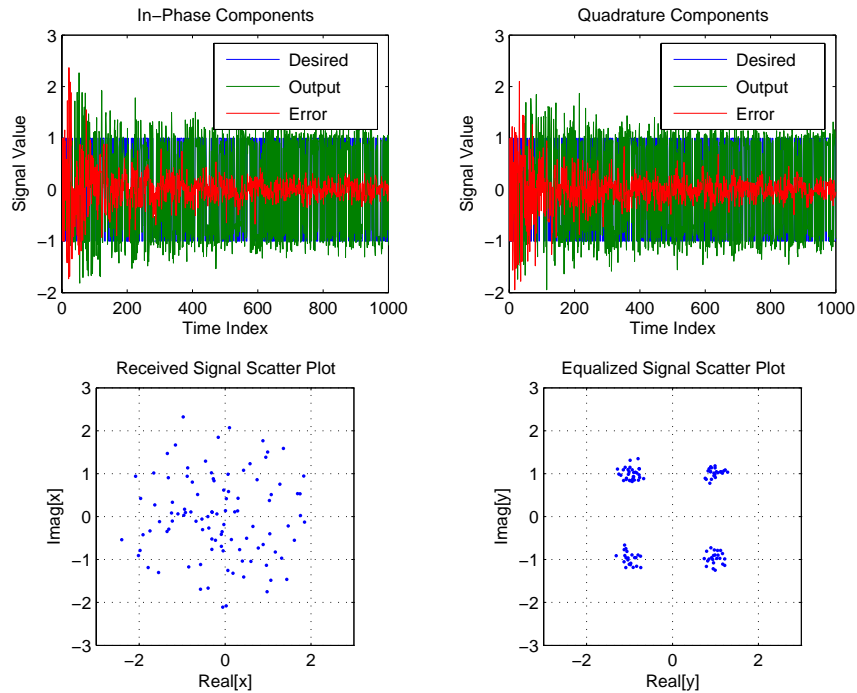 In−Phase Components
3
2
1
0
−1
−2
0 200 400 600 800 1000
Time Index
Signal Value
Desired
Output
Error
Quadrature Components
3
2
1
0
−1
−2
0 200 400 600 800 1000
Time Index
Signal Value
Desired
Output
Error
Received Signal Scatter Plot
3
2
1
0
−1
−2
−3
−2 0 2
Real[x]
Imag[x]
Equalized Signal Scatter Plot
3
2
1
0
−1
−2
−3
−2 0 2
Real[y]
Imag[y]